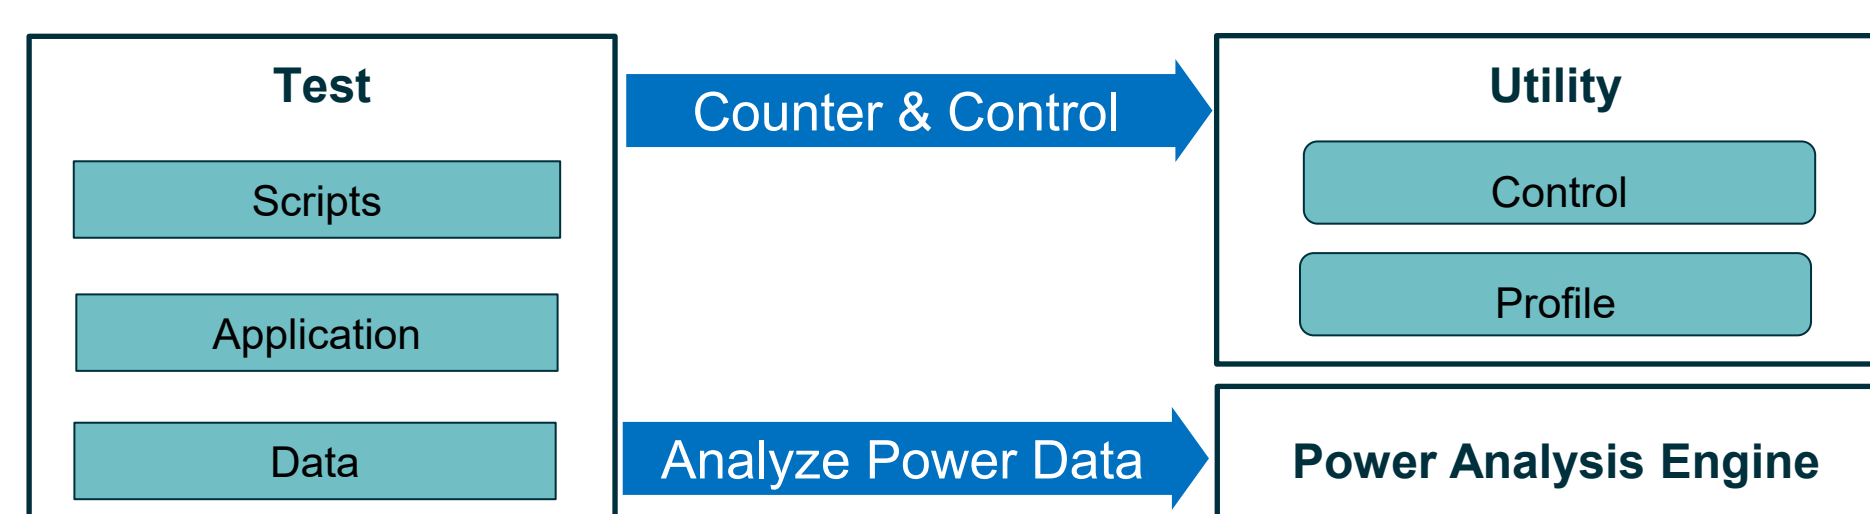 Test
Scripts
Application
Data
Counter & Control
Analyze Power Data
Utility
Control
Profile
Power Analysis Engine